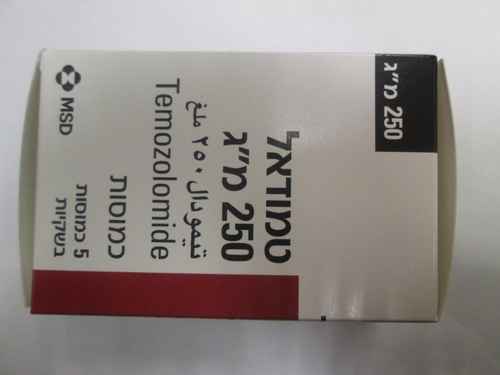 250 מ"ג
טמודאל
250 מ"ג
تيمودال ٢٥٠ ملغ
Temozolomide
כמוסות
5 כמוסות
בשקיות
MSD